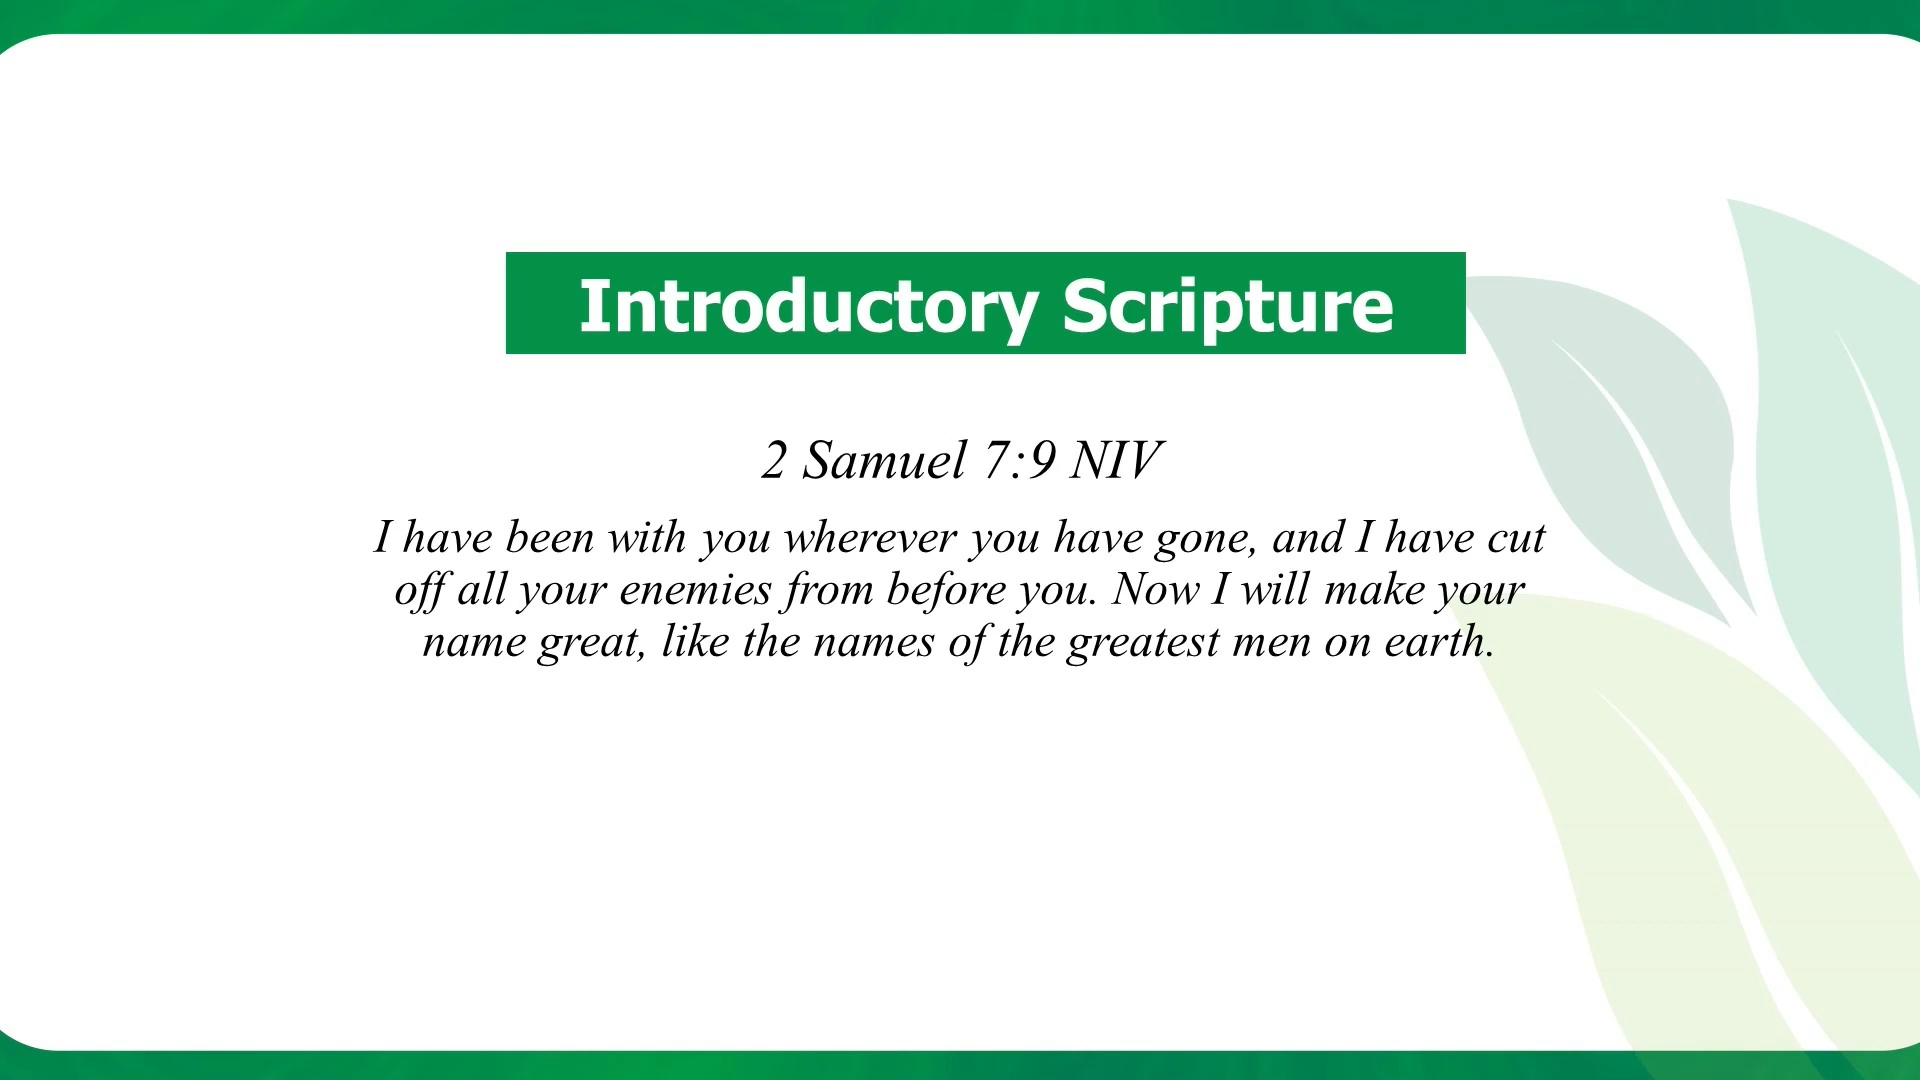 Introductory Scripture
2 Samuel 7:9 NIV
I have been with you wherever you have gone, and I have cut
off all your enemies from before you. Now I will make your
name great, like the names of the greatest men on earth.